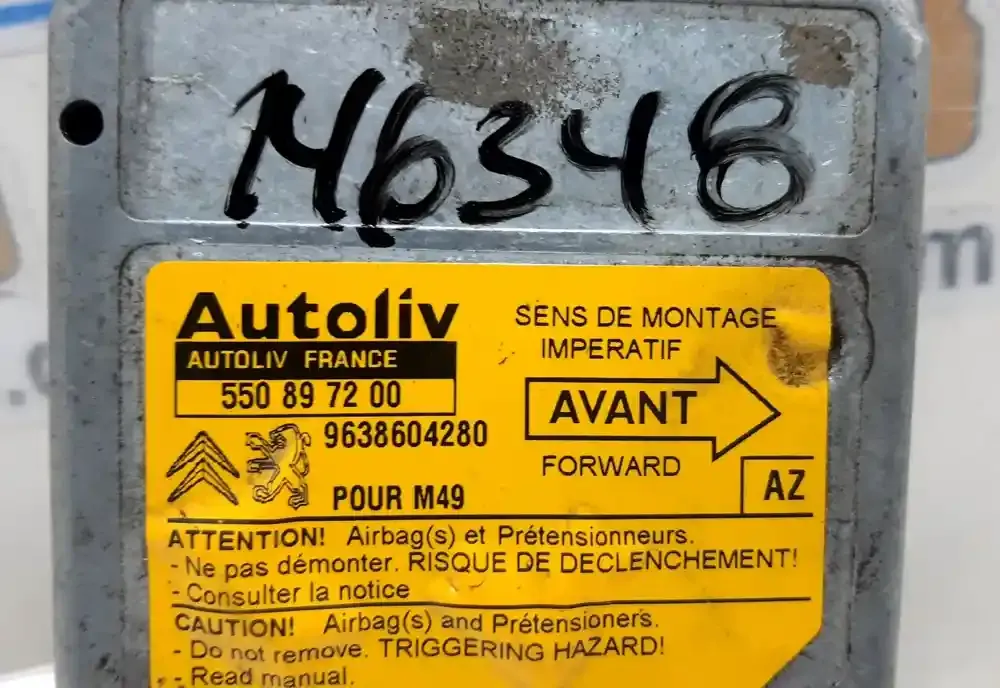 M6348
Autoliv
AUTOLIV FRANCE
550 89 72 00
9638604280
POUR M49
SENS DE MONTAGE
IMPERATIF
AVANT
FORWARD
AZ
ATTENTION! Airbag(s) et Prétensionneurs.
- Ne pas démonter. RISQUE DE DECLENCHEMENT!
- Consulter la notice
CAUTION! Airbag(s) and Prétensioners.
- Do not remove. TRIGGERING HAZARD!
- Read manual.